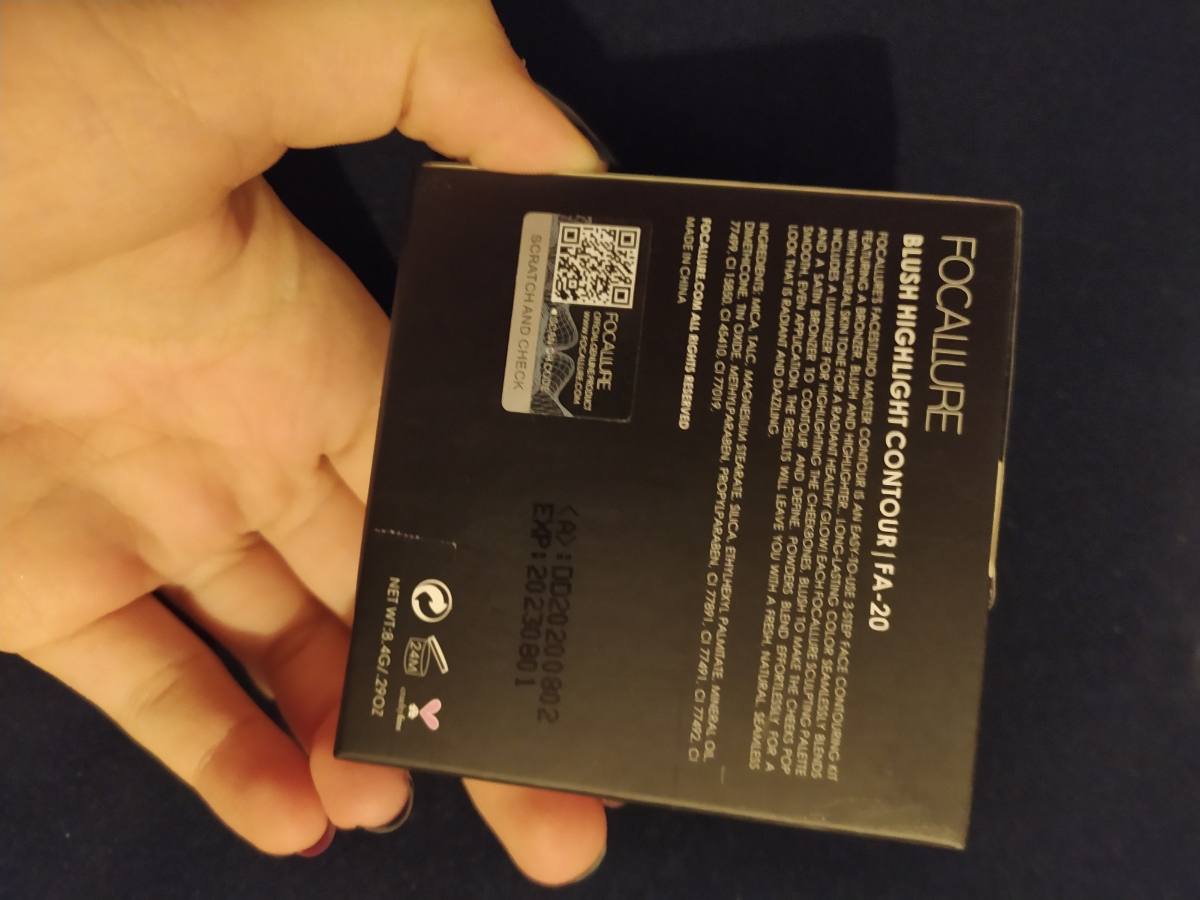 FOCALLURE
BLUSH HIGHLIGHT CONTOUR | FA-20
FOCALLURE'S FACESTUDIO MASTER CONTOUR IS AN EASY-TO-USE 3-STEP FACE CONTOURING KIT
FEATURING A BRONZER, BLUSH AND HIGHLIGHTER. LONG-LASTING COLOR SEAMLESSLY BLENDS
WITH NATURAL SKIN TONE FOR A RADIANT HEALTHY GLOW! EACH FOCALLURE SCULPTING PALETTE
INCLUDES A LUMINIZER FOR HIGHLIGHTING THE CHEEKBONES, BLUSH TO MAKE THE CHEEKS POP
AND A SATIN BRONZER TO CONTOUR AND DEFINE. POWDERS BLEND EFFORTLESSLY FOR A
SMOOTH, EVEN APPLICATION. THE RESULTS WILL LEAVE YOU WITH A FRESH, NATURAL, SEAMLESS
LOOK THAT IS RADIANT AND DAZZLING.
INGREDIENTS: MICA, TALC, MAGNESIUM STEARATE, SILICA, ETHYLHEXYL PALMITATE, MINERAL OIL,
DIMETHICONE, TIN OXIDE, METHYLPARABEN, PROPYLPARABEN, CI 77891, CI 77491, CI 77492, CI
77499, CI 15850, CI 45410, CI 77019.
FOCALLURE.COM ALL RIGHTS RESERVED
MADE IN CHINA
FOCALLURE
OFFICIAL GENUINE PRODUCT
WWW.FOCALLURE.COM
SCRATCH AND CHECK
(A):DD20200802
EXP:20230801
24M
NET WT:8.4G/.29OZ